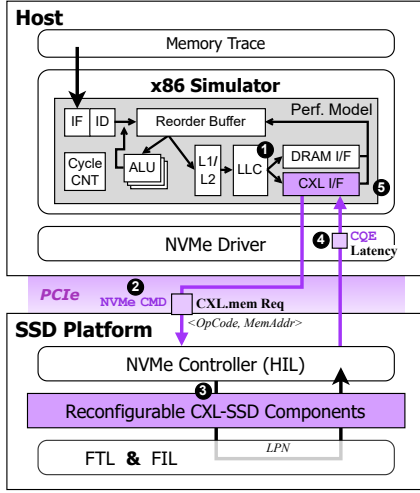 Host
Memory Trace
x86 Simulator
Perf. Model
IF ID Reorder Buffer
Cycle CNT
ALU
L1/ L2
LLC
1
DRAM I/F
CXL I/F
5
NVMe Driver
4 CQE
Latency
PCIe
2
NVMe CMD CXL.mem Req
<OpCode, MemAddr>
SSD Platform
NVMe Controller (HIL)
3
Reconfigurable CXL-SSD Components
LPN
FTL & FIL